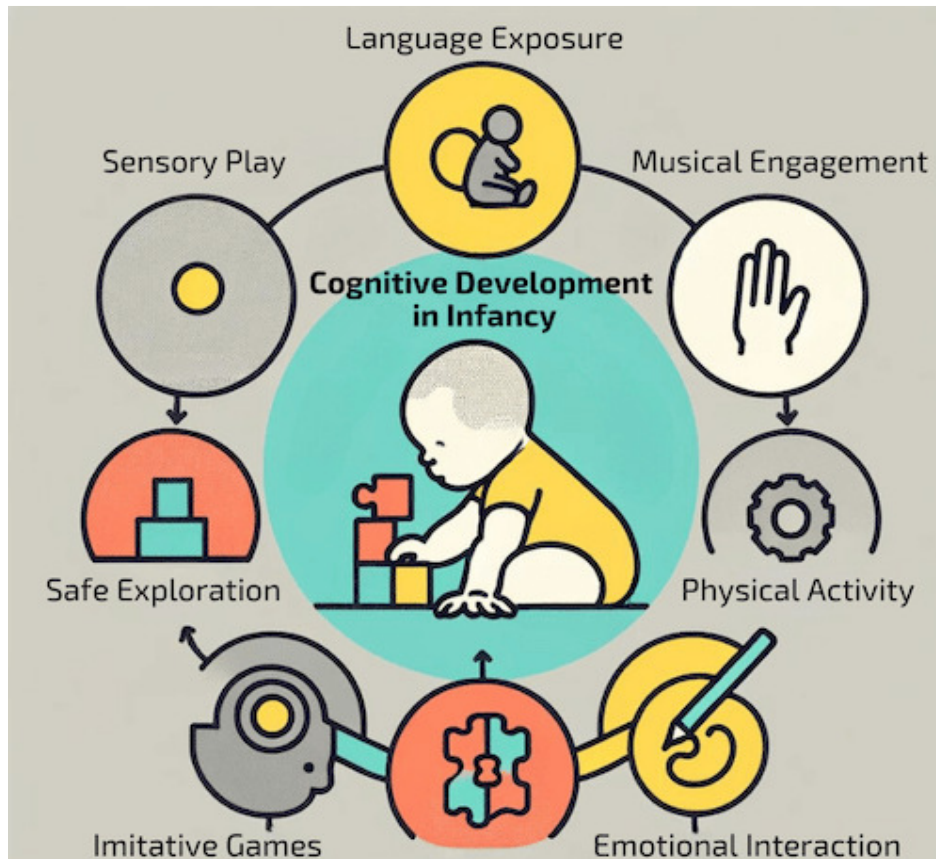 Language Exposure
Sensory Play
Musical Engagement
Cognitive Development
in Infancy
Safe Exploration
Physical Activity
Imitative Games
Emotional Interaction